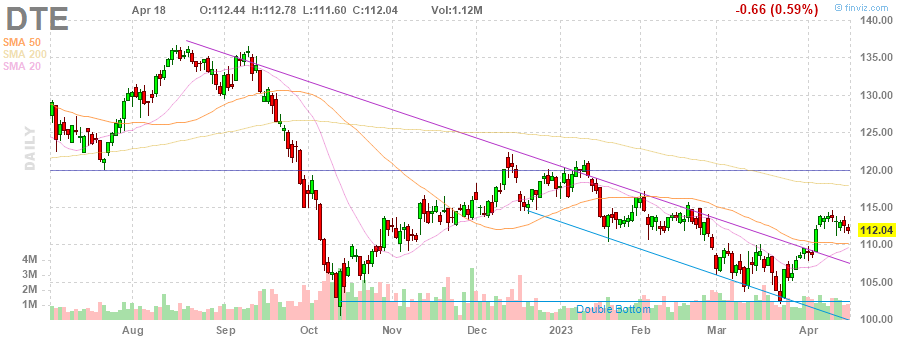 DTE
Apr 18 O:112.44 H:112.78 L:111.60 C:112.04 Vol:1.12M -0.66 (0.59%)
© finviz.com
SMA 50
SMA 200
SMA 20
DAILY
140.00
135.00
130.00
125.00
120.00
115.00
112.04
110.00
105.00
100.00
4M
3M
2M
1M
Double Bottom
Aug Sep Oct Nov Dec 2023 Feb Mar Apr